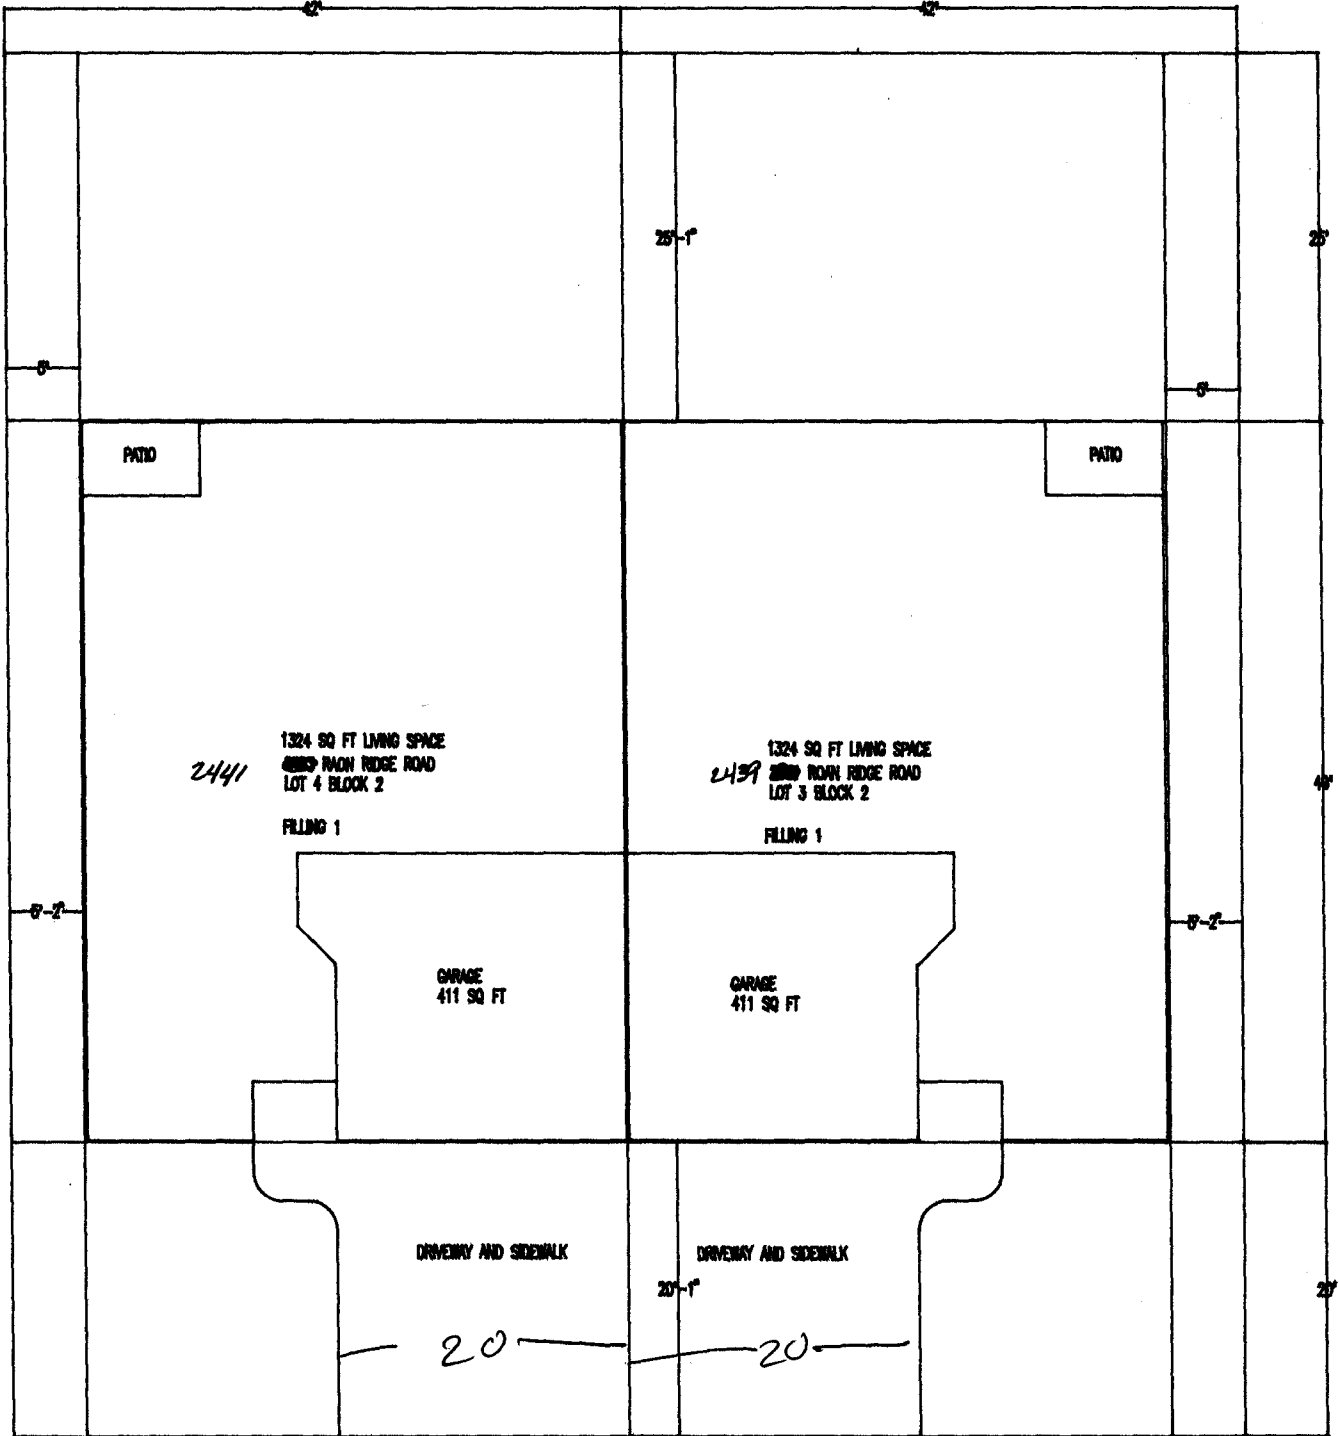 42'
42'
25'-1"
25'
5'
5'
PATIO
PATIO
1324 SQ FT LIVING SPACE
2441 RAON RIDGE ROAD
LOT 4 BLOCK 2
FILLING 1
1324 SQ FT LIVING SPACE
2439 ROAN RIDGE ROAD
LOT 3 BLOCK 2
FILLING 1
49'
5'-2"
5'-2"
GARAGE
411 SQ FT
GARAGE
411 SQ FT
DRIVEWAY AND SIDEWALK
DRIVEWAY AND SIDEWALK
20'-1"
20'
20
20